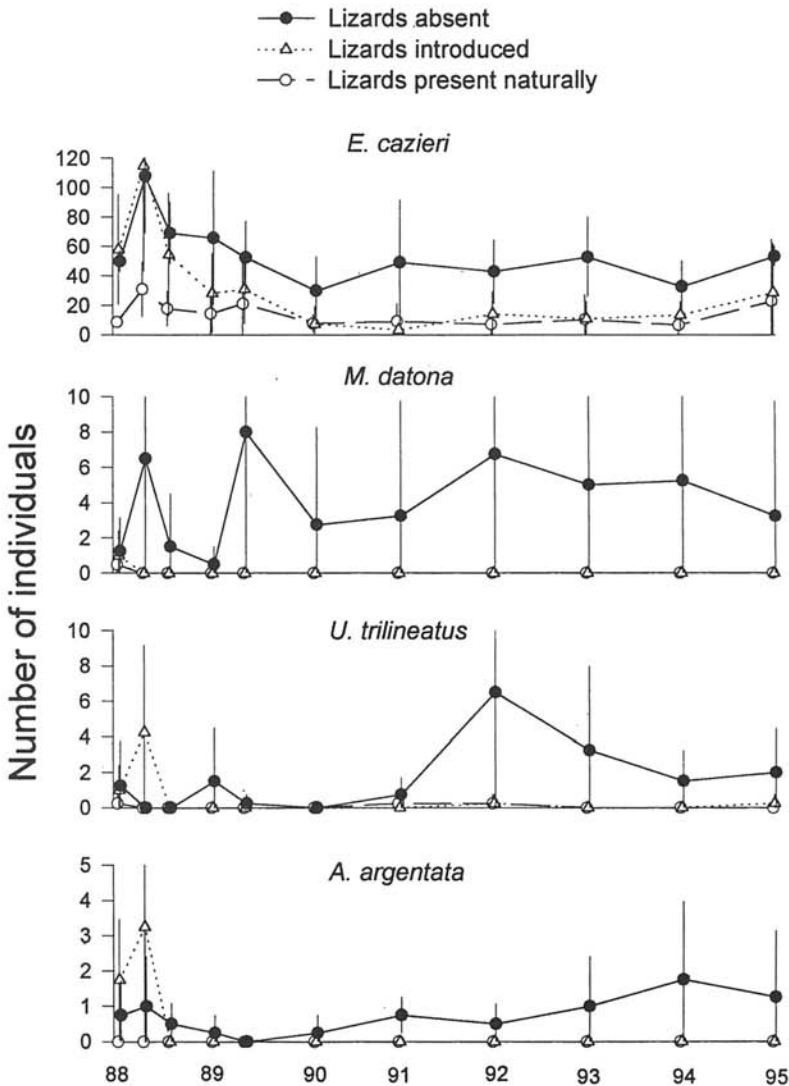 Lizards absent
Lizards introduced
Lizards present naturally
Number of individuals
E. cazieri
120
100
80
60
40
20
0
M. datona
10
8
6
4
2
0
U. trilineatus
10
8
6
4
2
0
A. argentata
5
4
3
2
1
0
88 89 90 91 92 93 94 95